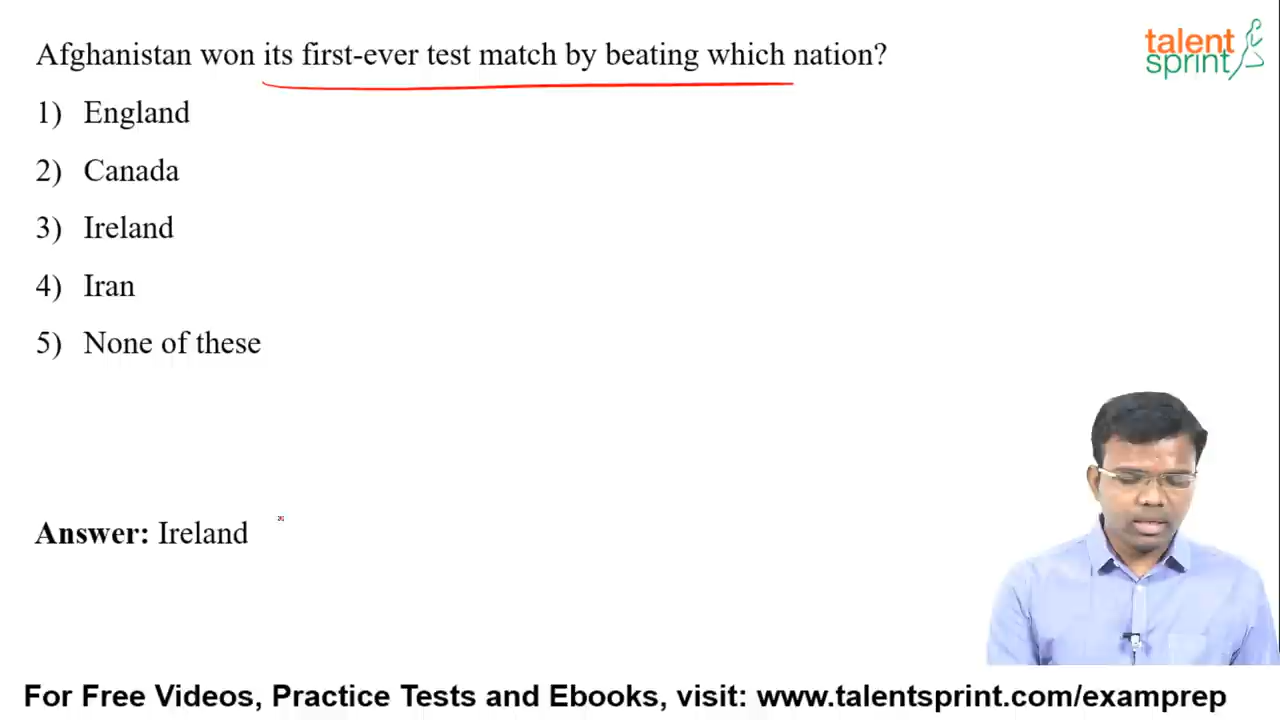 Afghanistan won its first-ever test match by beating which nation?
talent
sprint
1) England
2) Canada
3) Ireland
4) Iran
5) None of these
Answer: Ireland
For Free Videos, Practice Tests and Ebooks, visit: www.talentsprint.com/examprep